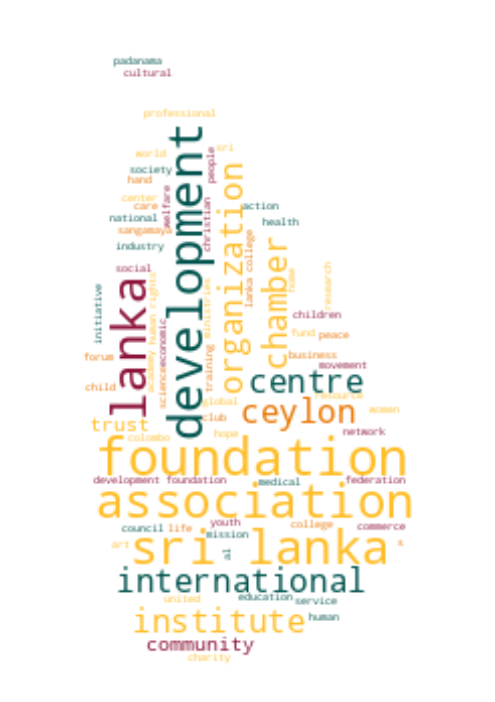 padanama
cultural
professional
sri
world
people
development
society
organization
hand
welfare
center
care
action
christian
national
health
sangamaya
lanka college
industry
chamber
social
home
research
human rights
lanka
initiative
ministries
children
economic
science
academy
fund peace
training
forum
business
movement
centre
child
resource
global
ceylon
women
club
trust
network
hope
colombo
foundation
development foundation
medical
federation
association
youth
college
council life
commerce
mission
sri lanka
art
s
al
international
education
service
united
institute
human
community
charity